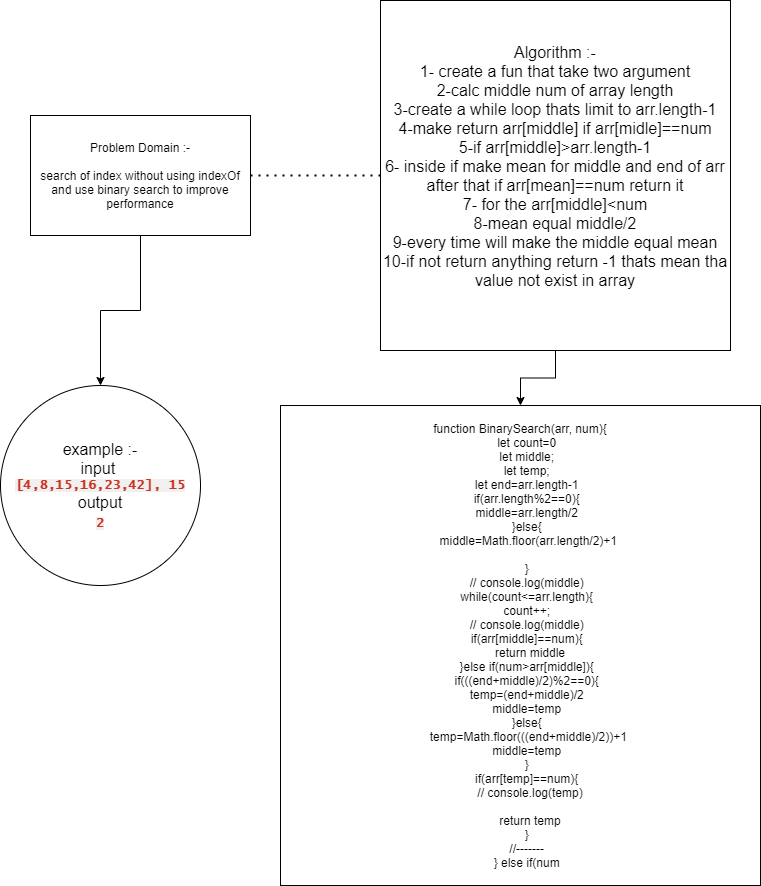 Problem Domain :-
search of index without using indexOf
and use binary search to improve
performance
Algorithm :-
1- create a fun that take two argument
2-calc middle num of array length
3-create a while loop thats limit to arr.length-1
4-make return arr[middle] if arr[midle]==num
5-if arr[middle]>arr.length-1
6- inside if make mean for middle and end of arr
after that if arr[mean]==num return it
7- for the arr[middle]<num
8-mean equal middle/2
9-every time will make the middle equal mean
10-if not return anything return -1 thats mean tha
value not exist in array
example :-
input
[4,8,15,16,23,42], 15
output
2
function BinarySearch(arr, num){
let count=0
let middle;
let temp;
let end=arr.length-1
if(arr.length%2==0){
middle=arr.length/2
}else{
middle=Math.floor(arr.length/2)+1
}
// console.log(middle)
while(count<=arr.length){
count++;
// console.log(middle)
if(arr[middle]==num){
return middle
}else if(num>arr[middle]){
if(((end+middle)/2)%2==0){
temp=(end+middle)/2
middle=temp
}else{
temp=Math.floor(((end+middle)/2))+1
middle=temp
}
if(arr[temp]==num){
// console.log(temp)
return temp
}
//-------
} else if(num